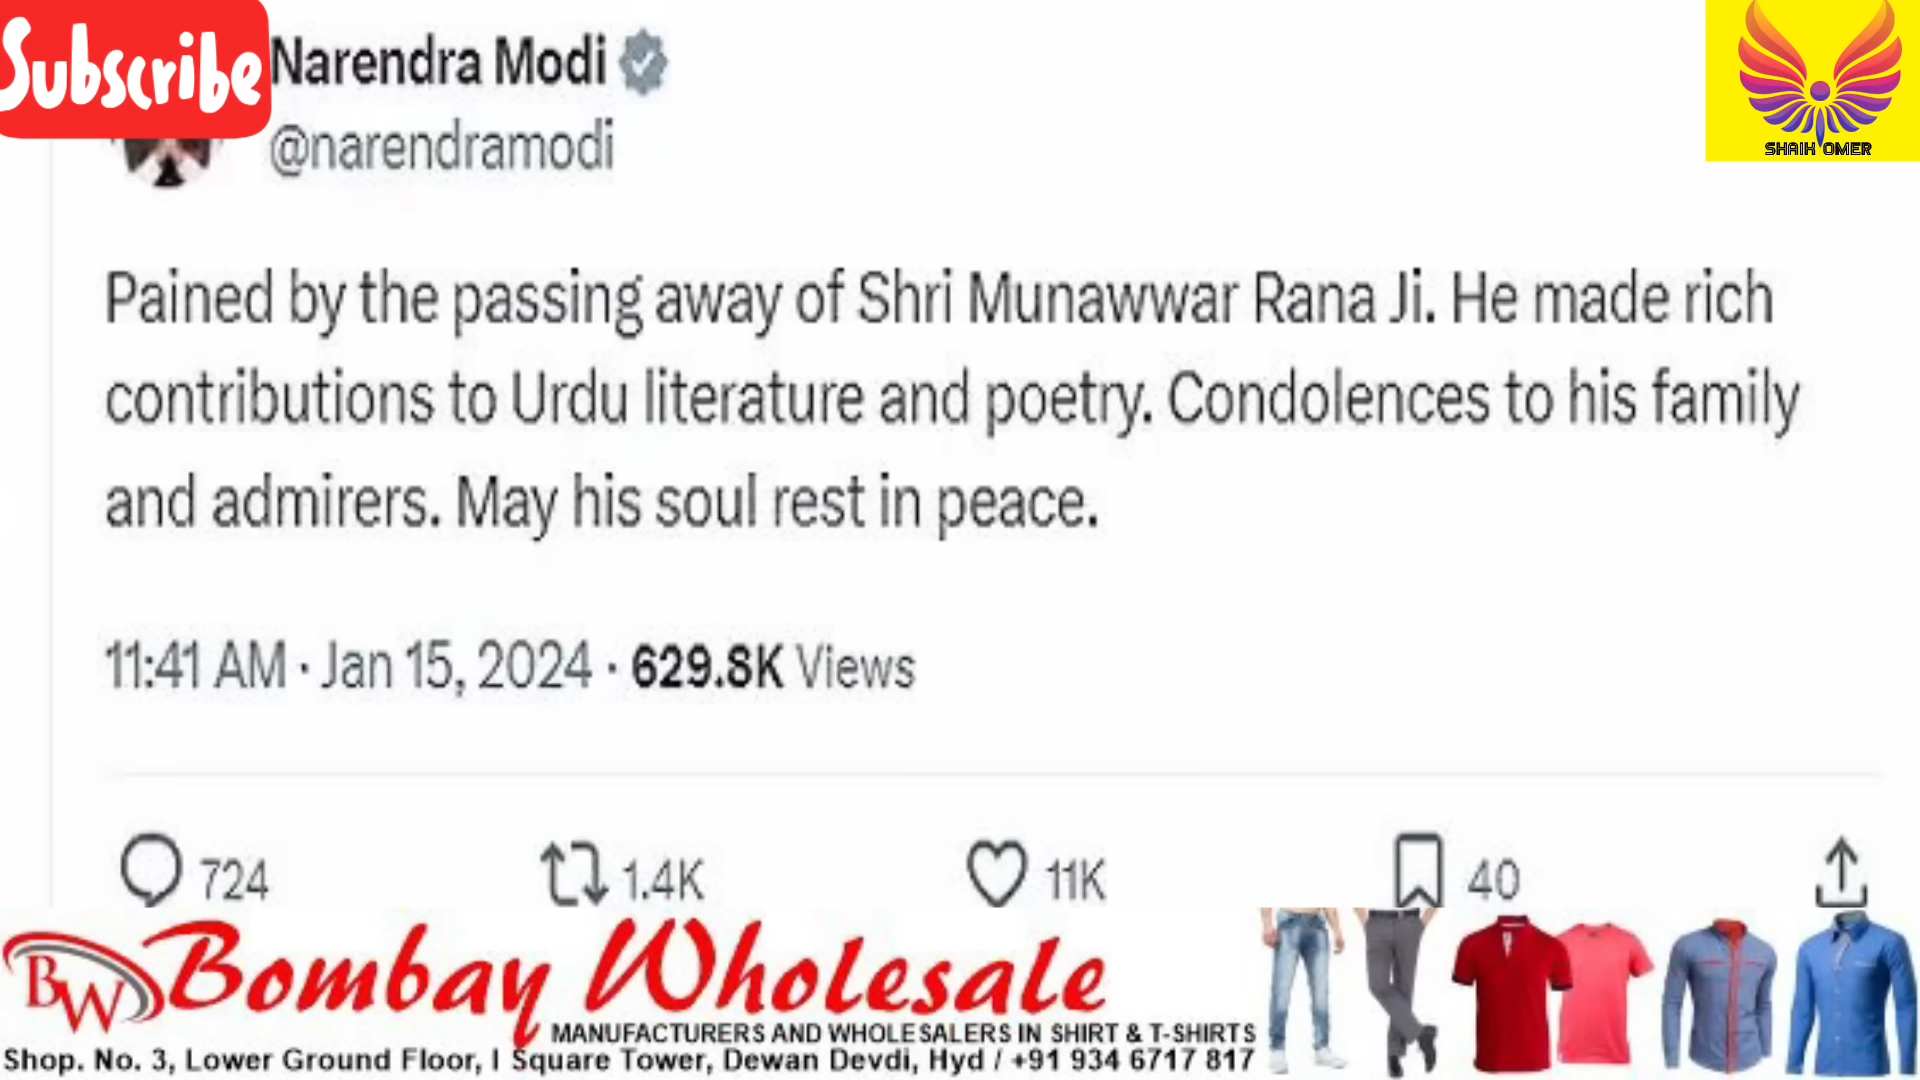 Subscribe
Narendra Modi
@narendramodi
SHAIK OMER
Pained by the passing away of Shri Munawwar Rana Ji. He made rich
contributions to Urdu literature and poetry. Condolences to his family
and admirers. May his soul rest in peace.
11:41 AM · Jan 15, 2024 · 629.8K Views
724 1.4K 11K 40
BW Bombay Wholesale
MANUFACTURERS AND WHOLESALERS IN SHIRT & T-SHIRTS
Shop. No. 3, Lower Ground Floor, I Square Tower, Dewan Devdi, Hyd / +91 934 6717 817